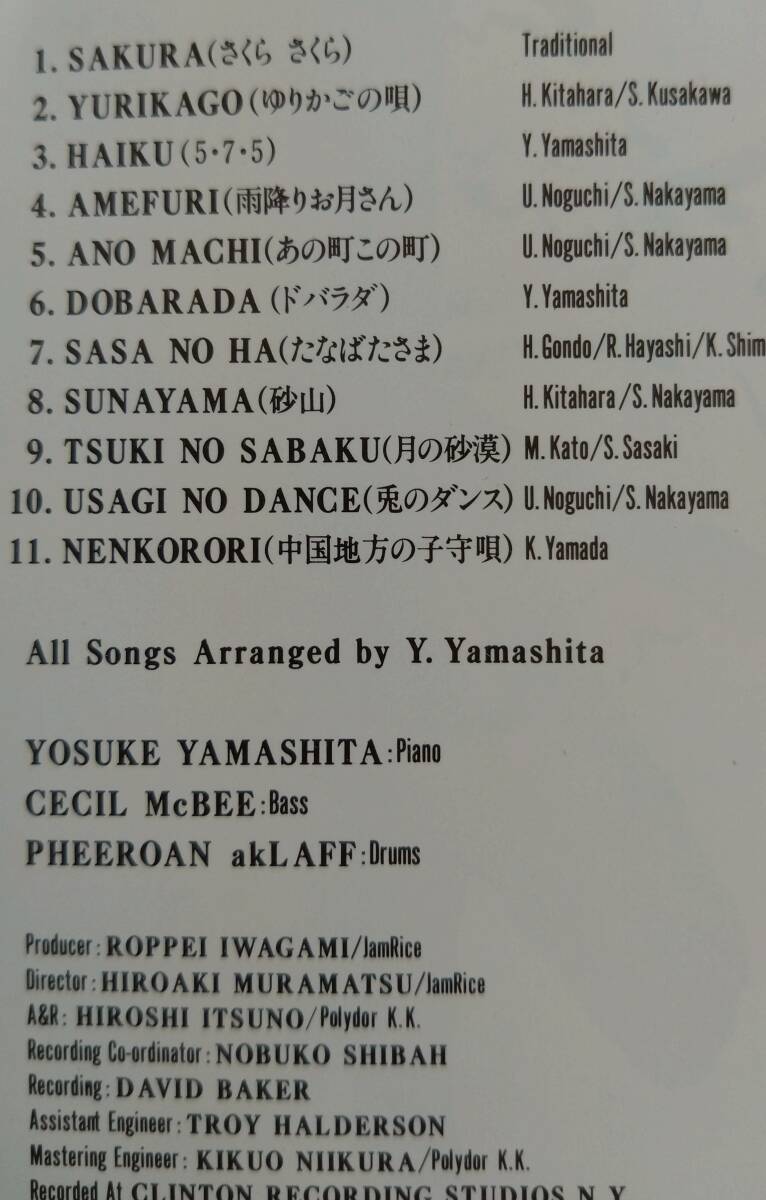 1. SAKURA(さくら さくら) Traditional
2. YURIKAGO(ゆりかごの唄) H. Kitahara/S. Kusakawa
3. HAIKU(5・7・5) Y. Yamashita
4. AMEFURI(雨降りお月さん) U. Noguchi/S. Nakayama
5. ANO MACHI(あの町この町) U. Noguchi/S. Nakayama
6. DOBARADA(ドバラダ) Y. Yamashita
7. SASA NO HA(たなばたさま) H. Gondo/R. Hayashi/K. Shim
8. SUNAYAMA(砂山) H. Kitahara/S. Nakayama
9. TSUKI NO SABAKU(月の砂漠) M. Kato/S. Sasaki
10. USAGI NO DANCE(兎のダンス) U. Noguchi/S. Nakayama
11. NENKORORI(中国地方の子守唄) K. Yamada
All Songs Arranged by Y. Yamashita
YOSUKE YAMASHITA:Piano
CECIL McBEE:Bass
PHEEROAN akLAFF:Drums
Producer: ROPPEI IWAGAMI/JamRice
Director: HIROAKI MURAMATSU/JamRice
A&R: HIROSHI ITSUNO/Polydor K.K.
Recording Co-ordinator: NOBUKO SHIBAH
Recording: DAVID BAKER
Assistant Engineer: TROY HALDERSON
Mastering Engineer: KIKUO NIIKURA/Polydor K.K.
Recorded At CLINTON RECORDING STUDIOS N.Y.